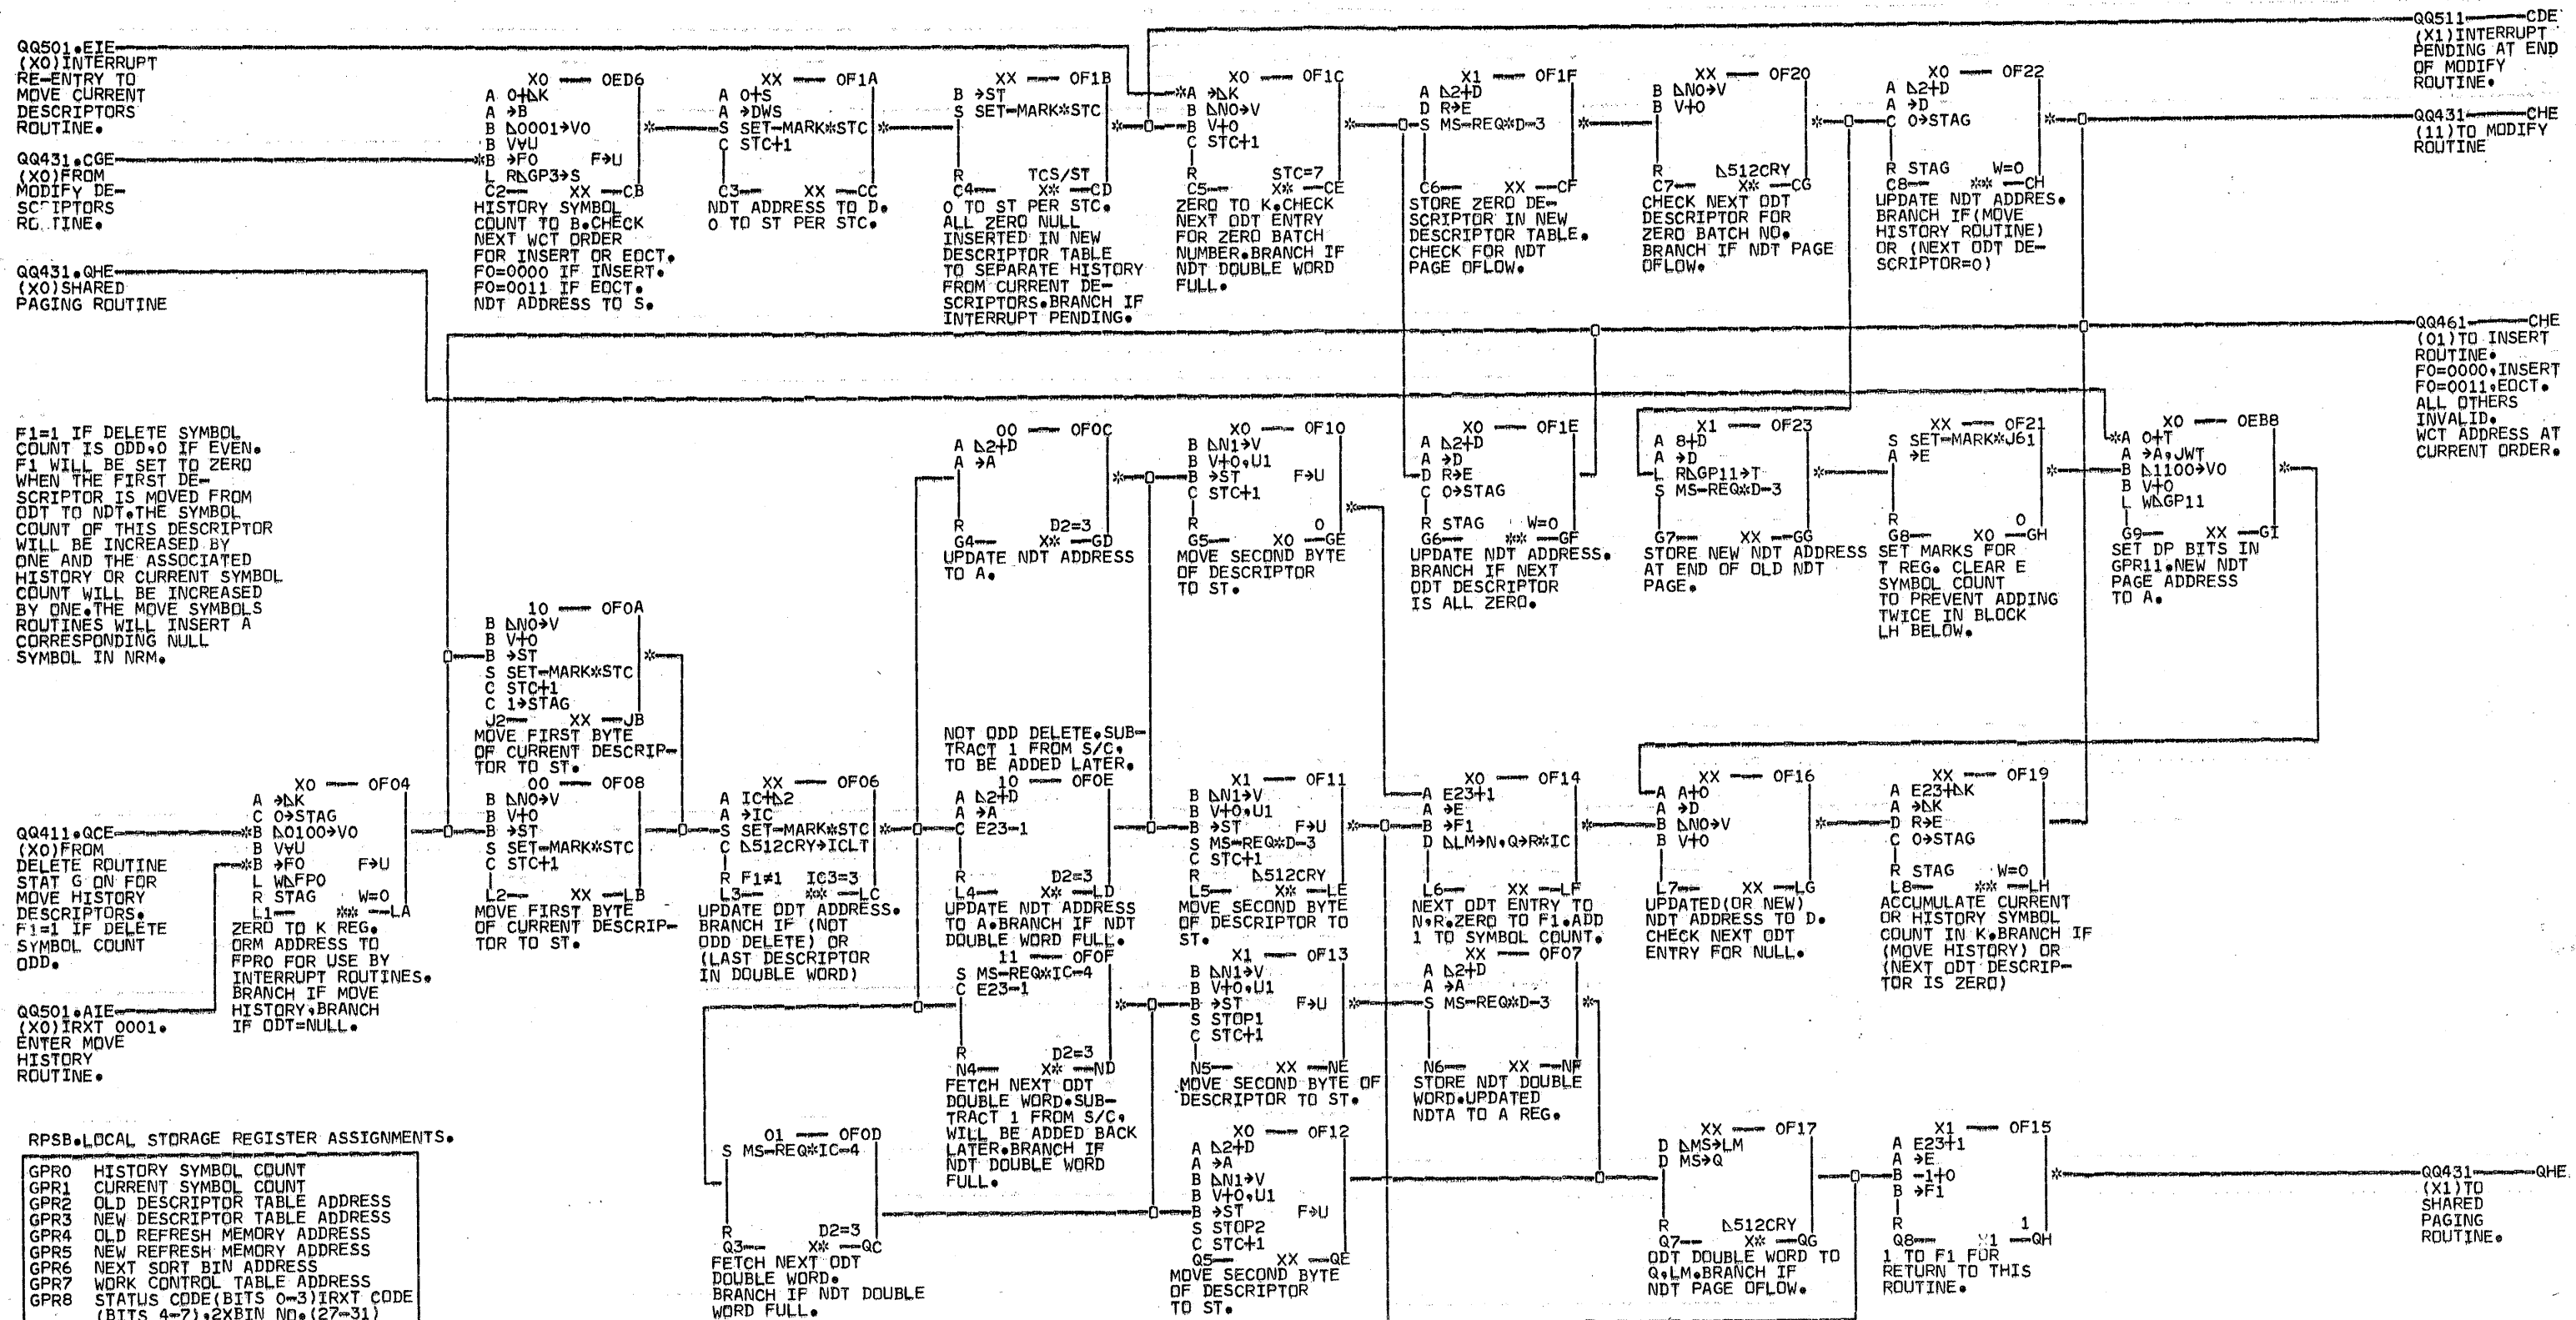 QQ501.EIE
(X0)INTERRUPT
RE-ENTRY TO
MOVE CURRENT
DESCRIPTORS
ROUTINE.
QQ431.CGE
(X0)FROM
MODIFY DE-
SCRIPTORS
ROUTINE.
QQ431.QHE
(X0)SHARED
PAGING ROUTINE
X0 — 0ED6
A 0+∆K
A →B
B ∆0001→V0
B V∀U
*B →F0 F→U
L R∆GP3→S
C2— XX —CB
HISTORY SYMBOL
COUNT TO B.CHECK
NEXT WCT ORDER
FOR INSERT OR EOCT.
F0=0000 IF INSERT.
F0=0011 IF EOCT.
NDT ADDRESS TO S.
XX — 0F1A
A 0+S
A →DWS
S SET-MARK*STC
C STC+1
C3— XX —CC
NDT ADDRESS TO D.
0 TO ST PER STC.
XX — 0F1B
B →ST
S SET-MARK*STC
R TCS/ST
C4— X* —CD
0 TO ST PER STC.
ALL ZERO NULL
INSERTED IN NEW
DESCRIPTOR TABLE
TO SEPARATE HISTORY
FROM CURRENT DE-
SCRIPTORS.BRANCH IF
INTERRUPT PENDING.
X0 — 0F1C
*A →∆K
B ∆N0→V
B V+0
C STC+1
R STC=7
C5— X* —CE
ZERO TO K.CHECK
NEXT ODT ENTRY
FOR ZERO BATCH
NUMBER.BRANCH IF
NDT DOUBLE WORD
FULL.
X1 — 0F1F
A ∆2+D
D R→E
S MS-REQ*D-3
C6— XX —CF
STORE ZERO DE-
SCRIPTOR IN NEW
DESCRIPTOR TABLE.
CHECK FOR NDT
PAGE OFLOW.
XX — 0F20
B ∆N0→V
B V+0
R ∆512CRY
C7— X* —CG
CHECK NEXT ODT
DESCRIPTOR FOR
ZERO BATCH NO.
BRANCH IF NDT PAGE
OFLOW.
X0 — 0F22
A ∆2+D
A →D
C 0→STAG
R STAG W=0
C8— ** —CH
UPDATE NDT ADDRES.
BRANCH IF(MOVE
HISTORY ROUTINE)
OR (NEXT ODT DE-
SCRIPTOR=0)
QQ511—CDE
(X1)INTERRUPT
PENDING AT END
OF MODIFY
ROUTINE.
QQ431—CHE
(11)TO MODIFY
ROUTINE
QQ461—CHE
(01)TO INSERT
ROUTINE.
F0=0000,INSERT
F0=0011,EOCT.
ALL OTHERS
INVALID.
WCT ADDRESS AT
CURRENT ORDER.
F1=1 IF DELETE SYMBOL
COUNT IS ODD,0 IF EVEN.
F1 WILL BE SET TO ZERO
WHEN THE FIRST DE-
SCRIPTOR IS MOVED FROM
ODT TO NDT.THE SYMBOL
COUNT OF THIS DESCRIPTOR
WILL BE INCREASED BY
ONE AND THE ASSOCIATED
HISTORY OR CURRENT SYMBOL
COUNT WILL BE INCREASED
BY ONE.THE MOVE SYMBOLS
ROUTINES WILL INSERT A
CORRESPONDING NULL
SYMBOL IN NRM.
00 — 0F0C
A ∆2+D
A →A
R D2=3
G4— X* —GD
UPDATE NDT ADDRESS
TO A.
X0 — 0F10
B ∆N1→V
B V+0,U1
B →ST F→U
C STC+1
R 0
G5— X0 —GE
MOVE SECOND BYTE
OF DESCRIPTOR
TO ST.
X0 — 0F1E
A ∆2+D
A →D
D R→E
C 0→STAG
R STAG W=0
G6— ** —GF
UPDATE NDT ADDRESS.
BRANCH IF NEXT
ODT DESCRIPTOR
IS ALL ZERO.
X1 — 0F23
A 8+D
A →D
L R∆GP11→T
S MS-REQ*D-3
G7— XX —GG
STORE NEW NDT ADDRESS
AT END OF OLD NDT
PAGE.
XX — 0F21
S SET-MARK*J61
A →E
R 0
G8— X0 —GH
SET MARKS FOR
T REG. CLEAR E
SYMBOL COUNT
TO PREVENT ADDING
TWICE IN BLOCK
LH BELOW.
X0 — 0EB8
*A 0+T
A →A,JWT
B ∆1100→V0
B V+0
L W∆GP11
G9— XX —GI
SET DP BITS IN
GPR11.NEW NDT
PAGE ADDRESS
TO A.
10 — 0F0A
B ∆N0→V
B V+0
B →ST
S SET-MARK*STC
C STC+1
C 1→STAG
J2— XX —JB
MOVE FIRST BYTE
OF CURRENT DESCRIP-
TOR TO ST.
QQ411.QCE
(X0)FROM
DELETE ROUTINE
STAT G ON FOR
MOVE HISTORY
DESCRIPTORS.
F1=1 IF DELETE
SYMBOL COUNT
ODD.
QQ501.AIE
(X0)IRXT 0001.
ENTER MOVE
HISTORY
ROUTINE.
X0 — 0F04
A →∆K
C 0→STAG
*B ∆0100→V0
B V∀U
*B →F0 F→U
L W∆FP0
R STAG W=0
L1— ** —LA
ZERO TO K REG.
ORM ADDRESS TO
FPR0 FOR USE BY
INTERRUPT ROUTINES.
BRANCH IF MOVE
HISTORY,BRANCH
IF ODT=NULL.
00 — 0F08
B ∆N0→V
B V+0
B →ST
S SET-MARK*STC
C STC+1
L2— XX —LB
MOVE FIRST BYTE
OF CURRENT DESCRIP-
TOR TO ST.
XX — 0F06
A IC+∆2
A →IC
S SET-MARK*STC
C ∆512CRY→ICLT
R F1≠1 IC3=3
L3— ** —LC
UPDATE ODT ADDRESS.
BRANCH IF (NOT
ODD DELETE) OR
(LAST DESCRIPTOR
IN DOUBLE WORD)
NOT ODD DELETE.SUB-
TRACT 1 FROM S/C,
TO BE ADDED LATER.
10 — 0F0E
A ∆2+D
A →A
C E23-1
R D2=3
L4— X* —LD
UPDATE NDT ADDRESS
TO A.BRANCH IF NDT
DOUBLE WORD FULL.
X1 — 0F11
B ∆N1→V
B V+0,U1
B →ST F→U
S MS-REQ*D-3
C STC+1
R ∆512CRY
L5— X* —LE
MOVE SECOND BYTE
OF DESCRIPTOR TO
ST.
X0 — 0F14
A E23+1
A →E
B →F1
D ∆LM→N,Q→R*IC
L6— XX —LF
NEXT ODT ENTRY TO
N,R.ZERO TO F1.ADD
1 TO SYMBOL COUNT.
XX — 0F16
A A+0
A →D
B ∆N0→V
B V+0
L7— XX —LG
UPDATED(OR NEW)
NDT ADDRESS TO D.
CHECK NEXT ODT
ENTRY FOR NULL.
XX — 0F19
A E23+∆K
A →∆K
D R→E
C 0→STAG
R STAG W=0
L8— ** —LH
ACCUMULATE CURRENT
OR HISTORY SYMBOL
COUNT IN K.BRANCH IF
(MOVE HISTORY) OR
(NEXT ODT DESCRIP-
TOR IS ZERO)
11 — 0F0F
S MS-REQ*IC-4
C E23-1
R D2=3
N4— X* —ND
FETCH NEXT ODT
DOUBLE WORD.SUB-
TRACT 1 FROM S/C,
WILL BE ADDED BACK
LATER.BRANCH IF
NDT DOUBLE WORD
FULL.
X1 — 0F13
B ∆N1→V
B V+0,U1
B →ST F→U
S STOP1
C STC+1
N5— XX —NE
MOVE SECOND BYTE OF
DESCRIPTOR TO ST.
XX — 0F07
A ∆2+D
A →A
S MS-REQ*D-3
N6— XX —NF
STORE NDT DOUBLE
WORD.UPDATED
NDTA TO A REG.
RPSB.LOCAL STORAGE REGISTER ASSIGNMENTS.
GPR0 HISTORY SYMBOL COUNT
GPR1 CURRENT SYMBOL COUNT
GPR2 OLD DESCRIPTOR TABLE ADDRESS
GPR3 NEW DESCRIPTOR TABLE ADDRESS
GPR4 OLD REFRESH MEMORY ADDRESS
GPR5 NEW REFRESH MEMORY ADDRESS
GPR6 NEXT SORT BIN ADDRESS
GPR7 WORK CONTROL TABLE ADDRESS
GPR8 STATUS CODE(BITS 0-3)IRXT CODE
(BITS 4-7),2XBIN NO.(27-31)
01 — 0F0D
S MS-REQ*IC-4
R D2=3
Q3— X* —QC
FETCH NEXT ODT
DOUBLE WORD.
BRANCH IF NDT DOUBLE
WORD FULL.
X0 — 0F12
A ∆2+D
A →A
B ∆N1→V
B V+0,U1
B →ST F→U
S STOP2
C STC+1
Q5— XX —QE
MOVE SECOND BYTE
OF DESCRIPTOR
TO ST.
XX — 0F17
D ∆MS→LM
D MS→Q
R ∆512CRY
Q7— X* —QG
ODT DOUBLE WORD TO
Q,LM.BRANCH IF
NDT PAGE OFLOW.
X1 — 0F15
A E23+1
A →E
B -1+0
B →F1
R 1
Q8— X1 —QH
1 TO F1 FOR
RETURN TO THIS
ROUTINE.
QQ431—QHE
(X1)TO
SHARED
PAGING
ROUTINE.